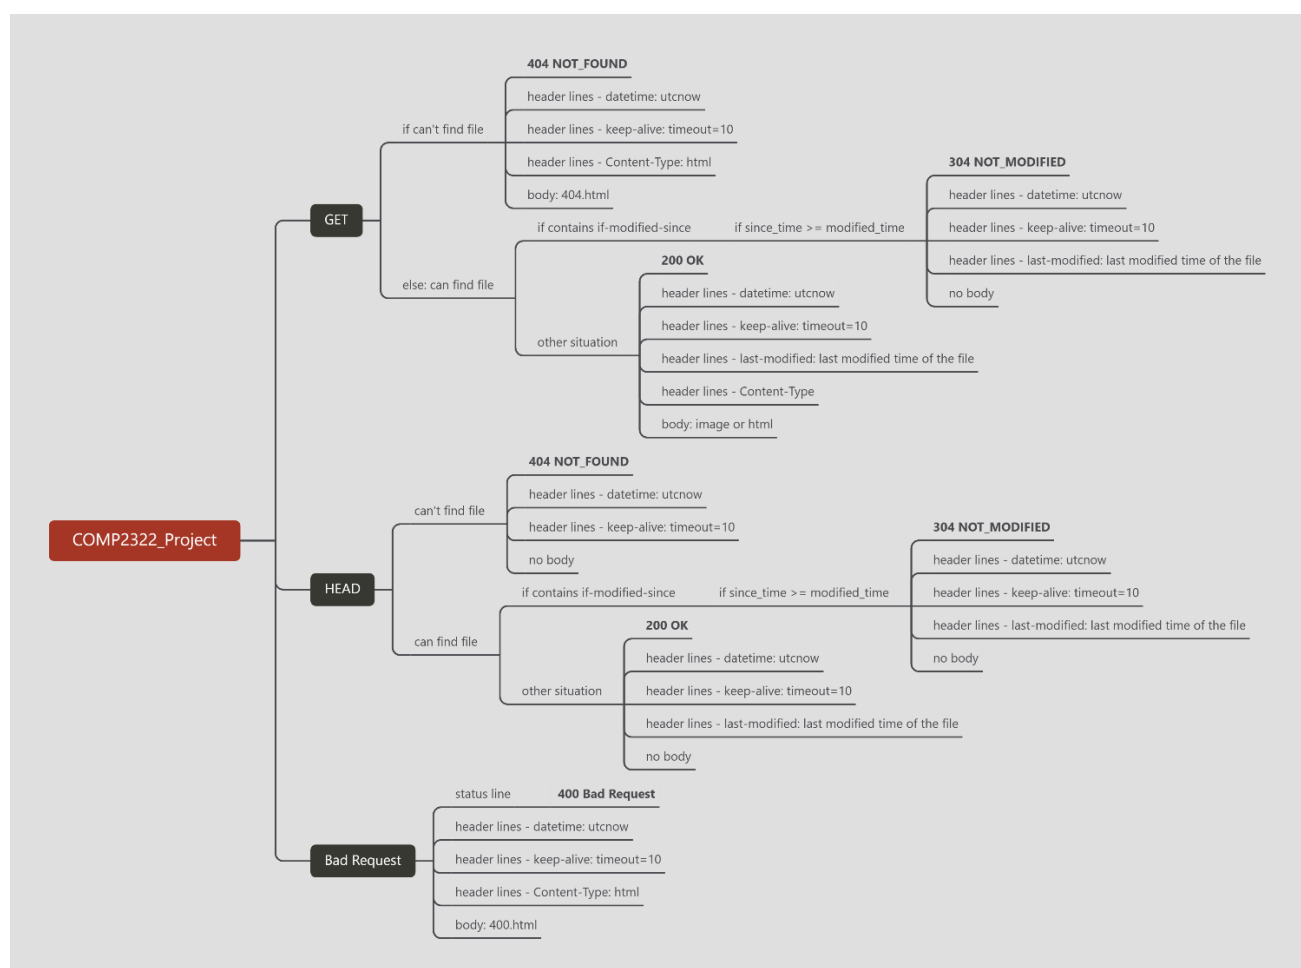 COMP2322_Project
GET
if can't find file
404 NOT_FOUND
header lines - datetime: utcnow
header lines - keep-alive: timeout=10
header lines - Content-Type: html
body: 404.html
else: can find file
if contains if-modified-since
if since_time >= modified_time
304 NOT_MODIFIED
header lines - datetime: utcnow
header lines - keep-alive: timeout=10
header lines - last-modified: last modified time of the file
no body
other situation
200 OK
header lines - datetime: utcnow
header lines - keep-alive: timeout=10
header lines - last-modified: last modified time of the file
header lines - Content-Type
body: image or html
HEAD
can't find file
404 NOT_FOUND
header lines - datetime: utcnow
header lines - keep-alive: timeout=10
no body
can find file
if contains if-modified-since
if since_time >= modified_time
304 NOT_MODIFIED
header lines - datetime: utcnow
header lines - keep-alive: timeout=10
header lines - last-modified: last modified time of the file
no body
other situation
200 OK
header lines - datetime: utcnow
header lines - keep-alive: timeout=10
header lines - last-modified: last modified time of the file
no body
Bad Request
status line
400 Bad Request
header lines - datetime: utcnow
header lines - keep-alive: timeout=10
header lines - Content-Type: html
body: 400.html